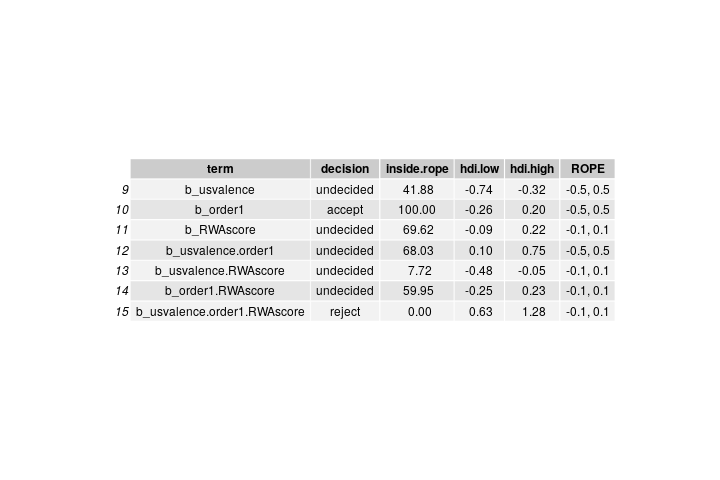 term decision inside.rope hdi.low hdi.high ROPE
9 b_usvalence undecided 41.88 -0.74 -0.32 -0.5, 0.5
10 b_order1 accept 100.00 -0.26 0.20 -0.5, 0.5
11 b_RWAscore undecided 69.62 -0.09 0.22 -0.1, 0.1
12 b_usvalence.order1 undecided 68.03 0.10 0.75 -0.5, 0.5
13 b_usvalence.RWAscore undecided 7.72 -0.48 -0.05 -0.1, 0.1
14 b_order1.RWAscore undecided 59.95 -0.25 0.23 -0.1, 0.1
15 b_usvalence.order1.RWAscore reject 0.00 0.63 1.28 -0.1, 0.1